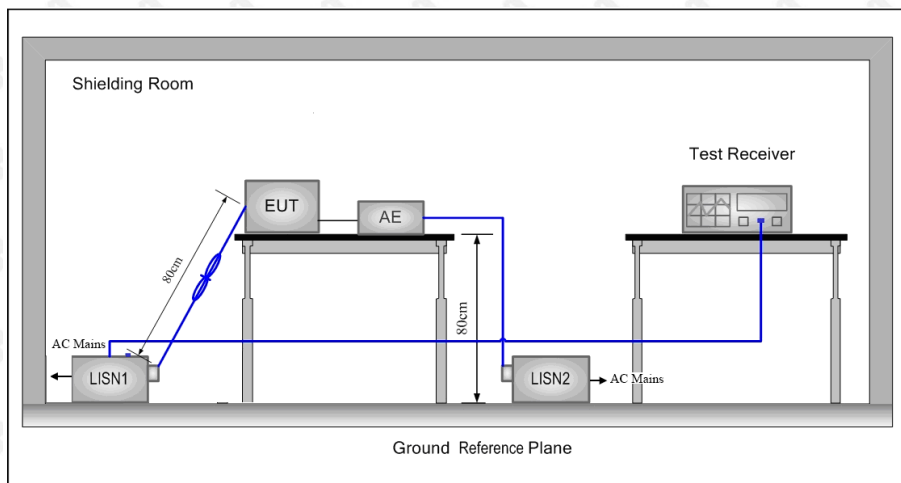 Shielding Room
Test Receiver
EUT
AE
80cm
80cm
AC Mains
LISN1
LISN2
AC Mains
Ground Reference Plane